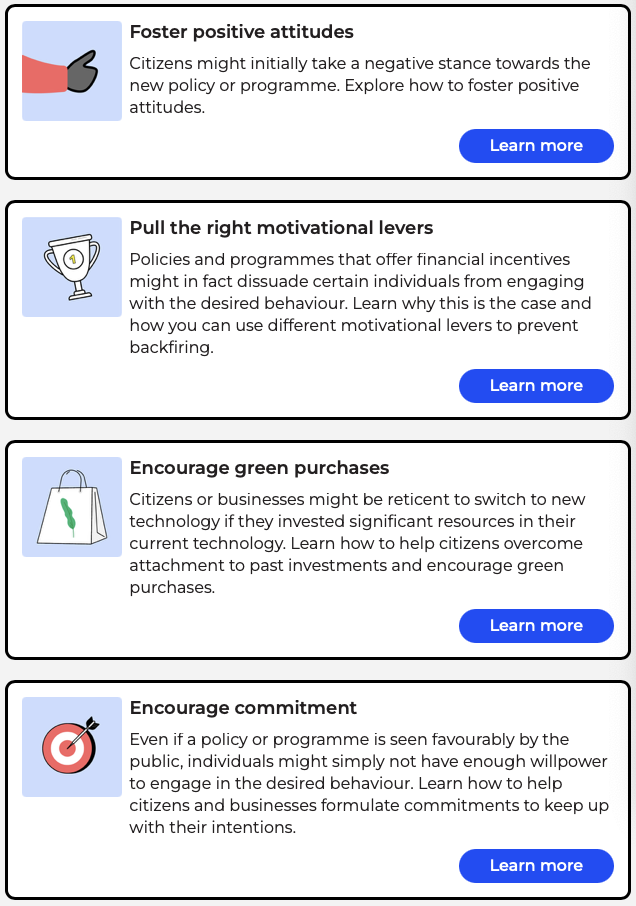 Foster positive attitudes
Citizens might initially take a negative stance towards the
new policy or programme. Explore how to foster positive
attitudes.
Learn more
Pull the right motivational levers
1
Policies and programmes that offer financial incentives
might in fact dissuade certain individuals from engaging
with the desired behaviour. Learn why this is the case and
how you can use different motivational levers to prevent
backfiring.
Learn more
Encourage green purchases
Citizens or businesses might be reticent to switch to new
technology if they invested significant resources in their
current technology. Learn how to help citizens overcome
attachment to past investments and encourage green
purchases.
Learn more
Encourage commitment
Even if a policy or programme is seen favourably by the
public, individuals might simply not have enough willpower
to engage in the desired behaviour. Learn how to help
citizens and businesses formulate commitments to keep up
with their intentions.
Learn more